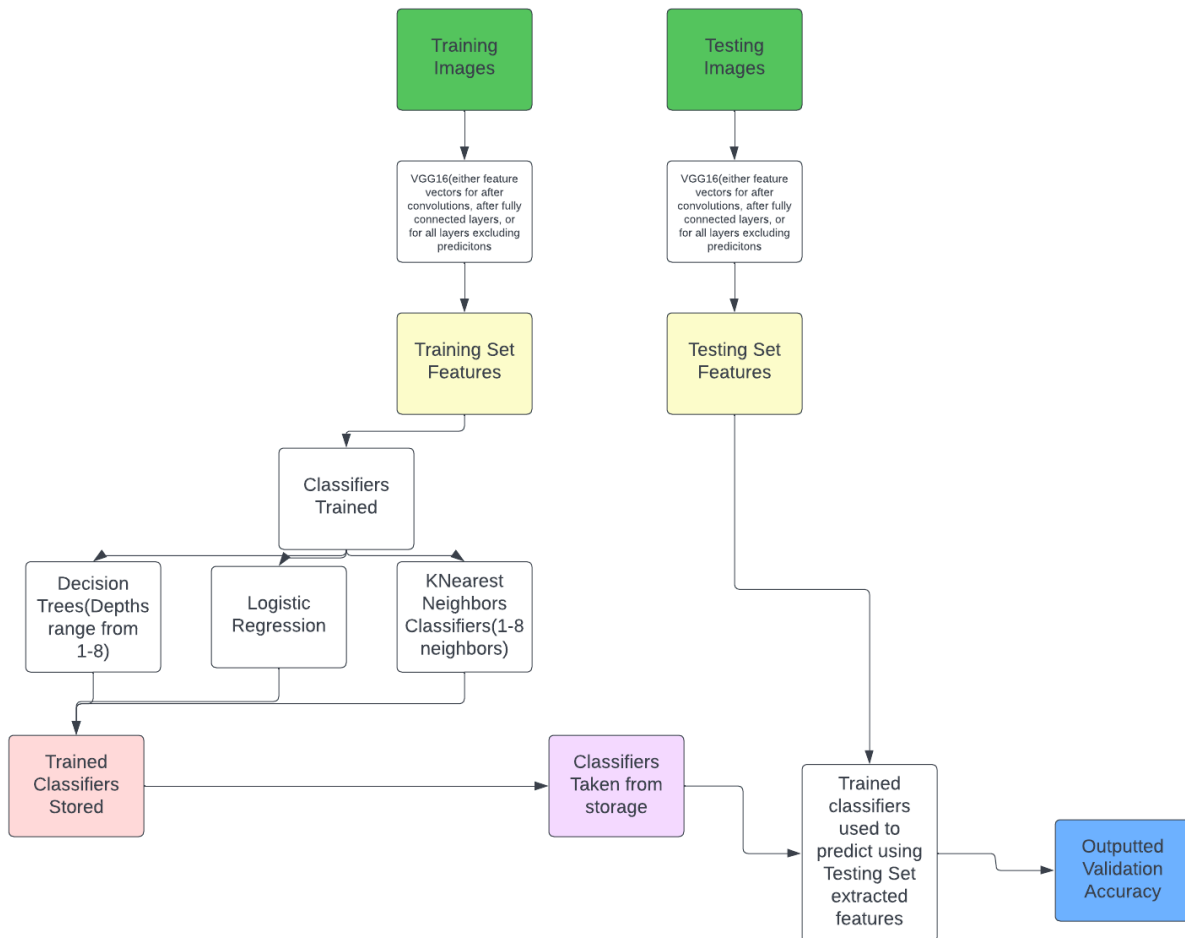 Training
Images
Testing
Images
VGG16(either feature
vectors for after
convolutions, after fully
connected layers, or
for all layers excluding
predicitons
VGG16(either feature
vectors for after
convolutions, after fully
connected layers, or
for all layers excluding
predicitons
Training Set
Features
Testing Set
Features
Classifiers
Trained
Decision
Trees(Depths
range from
1-8)
Logistic
Regression
KNearest
Neighbors
Classifiers(1-8
neighbors)
Trained
Classifiers
Stored
Classifiers
Taken from
storage
Trained
classifiers
used to
predict using
Testing Set
extracted
features
Outputted
Validation
Accuracy